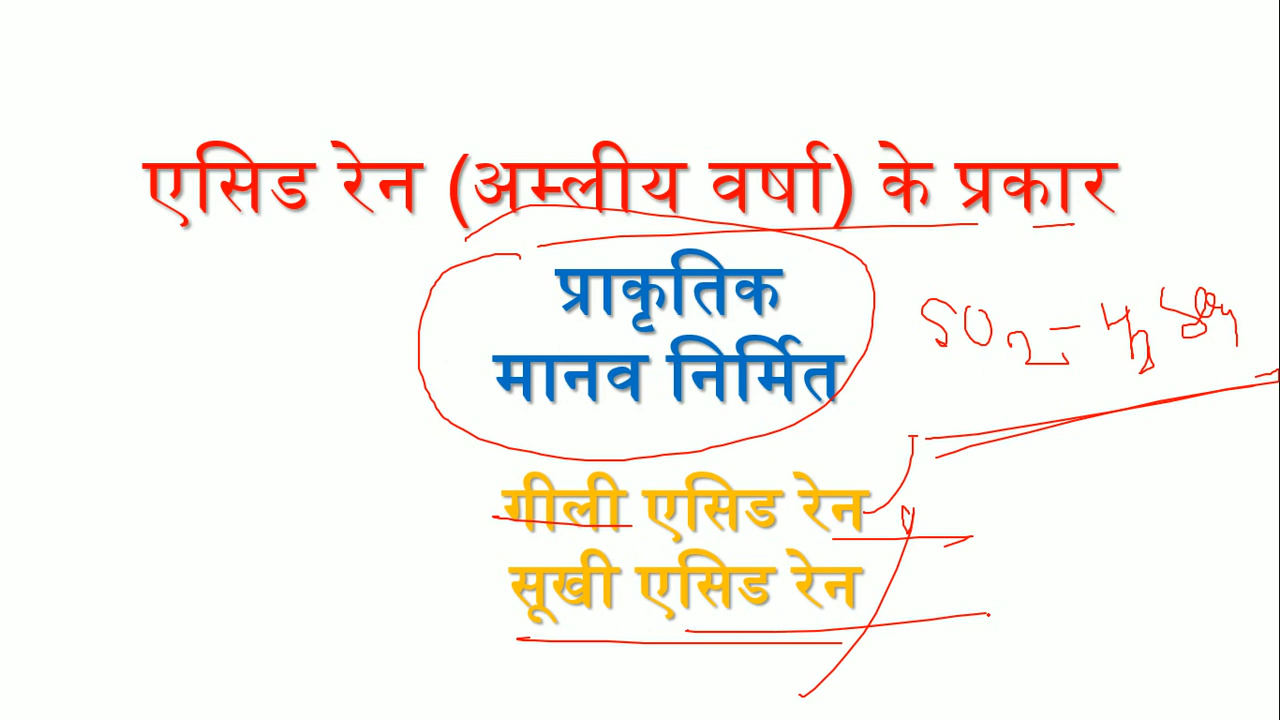 एसिड रेन (अम्लीय वर्षा) के प्रकार
प्राकृतिक
मानव निर्मित
SO2 - H2SO4
गीली एसिड रेन
सूखी एसिड रेन